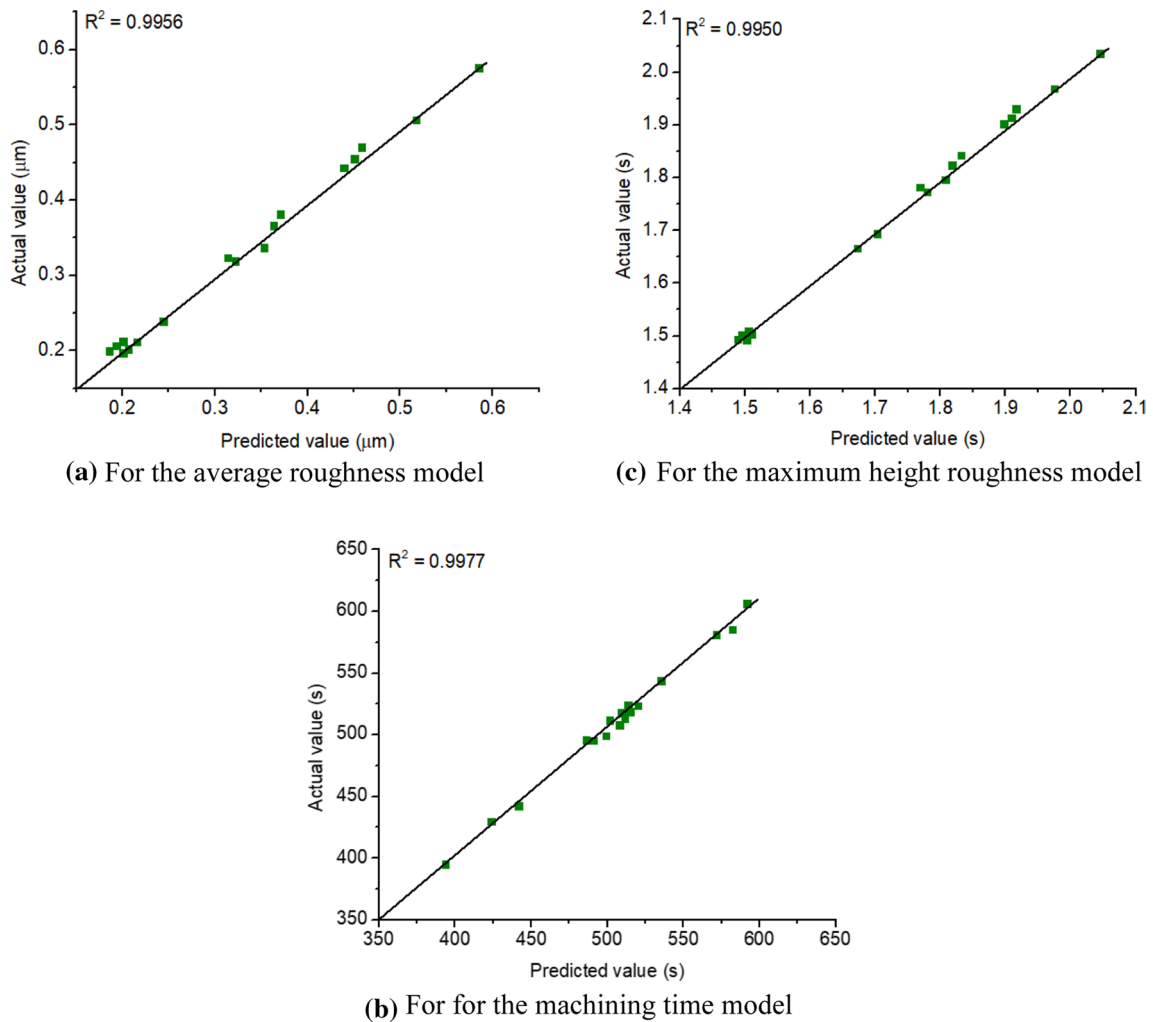 R² = 0.9956
0.6
0.5
0.4
0.3
0.2
Actual value (μm)
0.2 0.3 0.4 0.5 0.6
Predicted value (μm)
(a) For the average roughness model
R² = 0.9950
2.1
2.0
1.9
1.8
1.7
1.6
1.5
1.4
Actual value (s)
1.4 1.5 1.6 1.7 1.8 1.9 2.0 2.1
Predicted value (s)
(c) For the maximum height roughness model
R² = 0.9977
650
600
550
500
450
400
350
Actual value (s)
350 400 450 500 550 600 650
Predicted value (s)
(b) For for the machining time model